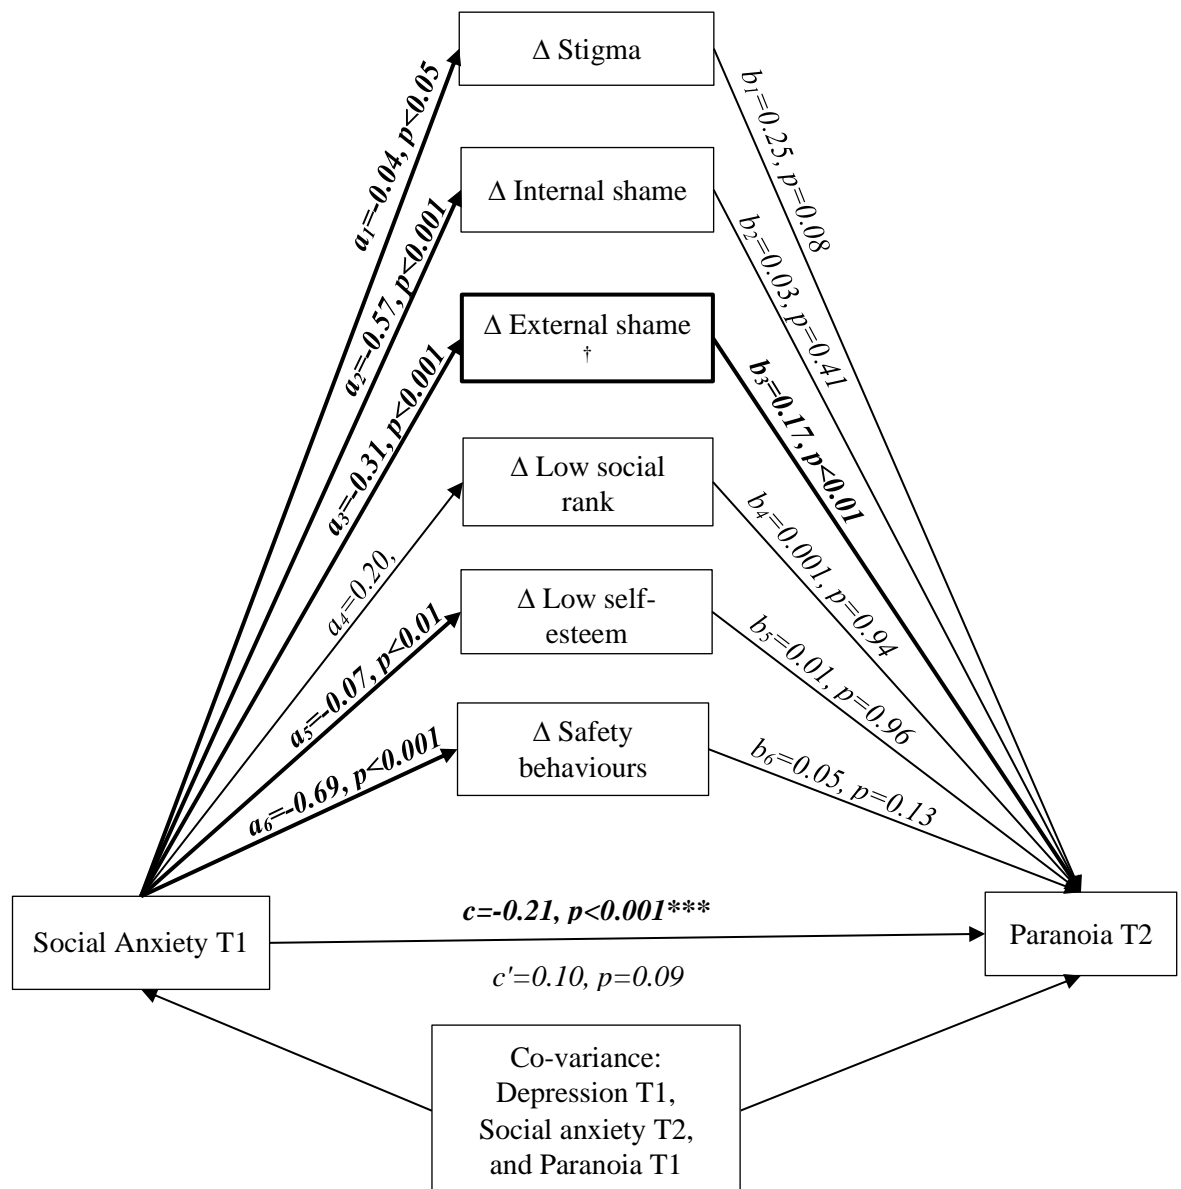 Δ Stigma
a₁=-0.04, p<0.05
b₁=0.25, p=0.08
Δ Internal shame
a₂=-0.57, p<0.001
b₂=0.03, p=0.41
Δ External shame
†
a₃=-0.31, p<0.001
b₃=0.17, p<0.01
Δ Low social
rank
a₄=0.20,
b₄=0.001, p=0.94
Δ Low self-
esteem
a₅=-0.07, p<0.01
b₅=0.01, p=0.96
Δ Safety
behaviours
a₆=-0.69, p<0.001
b₆=0.05, p=0.13
Social Anxiety T1
c=-0.21, p<0.001***
c'=0.10, p=0.09
Paranoia T2
Co-variance:
Depression T1,
Social anxiety T2,
and Paranoia T1